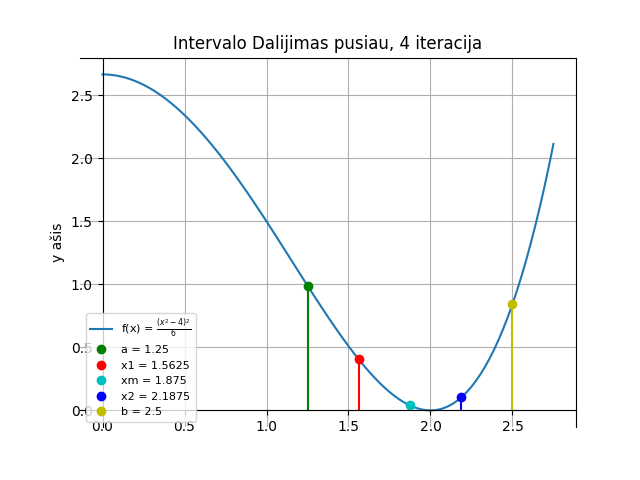 Intervalo Dalijimas pusiau, 4 iteracija
y ašis
2.5
2.0
1.5
1.0
0.5
0.0
0.0 0.5 1.0 1.5 2.0 2.5
f(x) = \frac{(x^2-4)^2}{6}
a = 1.25
x1 = 1.5625
xm = 1.875
x2 = 2.1875
b = 2.5